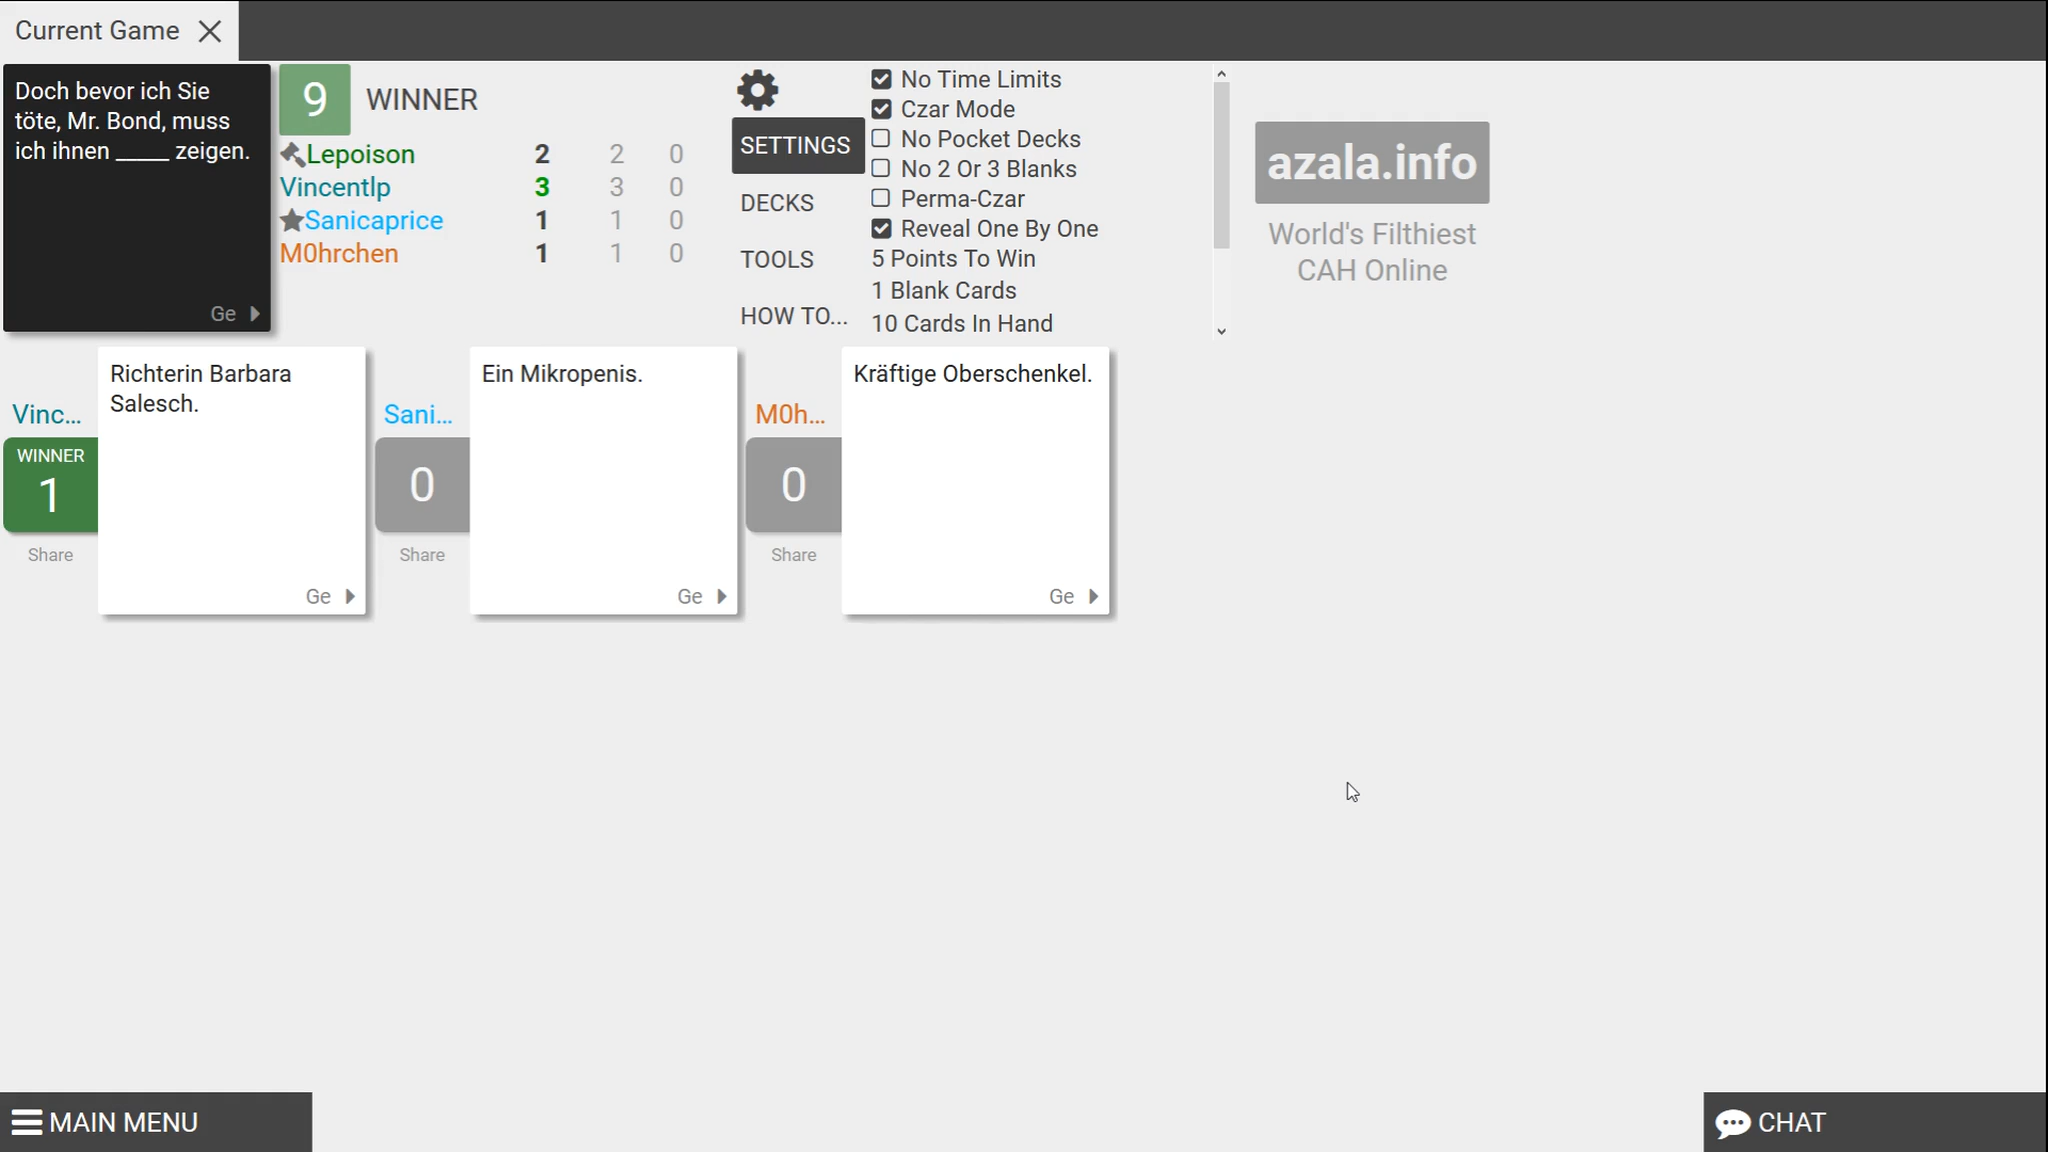 Current Game
Doch bevor ich Sie
töte, Mr. Bond, muss
ich ihnen _____ zeigen.
Ge
9 WINNER
Lepoison 2 2 0
Vincentlp 3 3 0
Sanicaprice 1 1 0
M0hrchen 1 1 0
SETTINGS
DECKS
TOOLS
HOW TO...
No Time Limits
Czar Mode
No Pocket Decks
No 2 Or 3 Blanks
Perma-Czar
Reveal One By One
5 Points To Win
1 Blank Cards
10 Cards In Hand
azala.info
World's Filthiest
CAH Online
Vinc...
WINNER
1
Share
Richterin Barbara
Salesch.
Ge
Sani...
0
Share
Ein Mikropenis.
Ge
M0h...
0
Share
Kräftige Oberschenkel.
Ge
MAIN MENU
CHAT